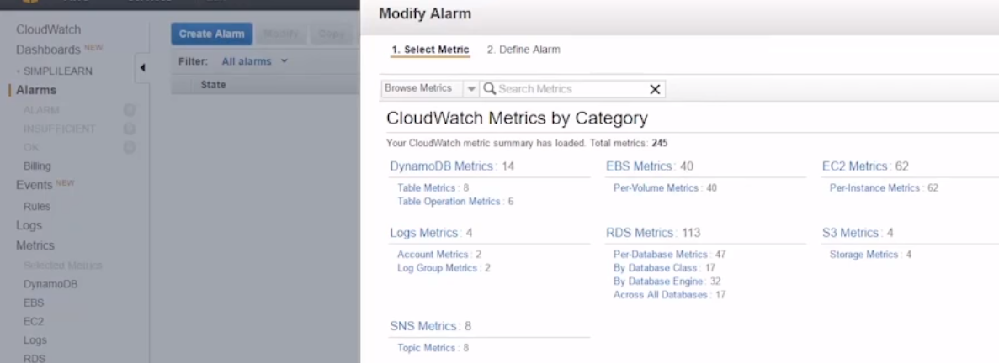 CloudWatch
Dashboards NEW
SIMPLILEARN
Alarms
ALARM
INSUFFICIENT
OK
Billing
Events NEW
Rules
Logs
Metrics
Selected Metrics
DynamoDB
EBS
EC2
Logs
RDS
Create Alarm Modify Copy
Filter: All alarms
State
Modify Alarm
1. Select Metric 2. Define Alarm
Browse Metrics Search Metrics X
CloudWatch Metrics by Category
Your CloudWatch metric summary has loaded. Total metrics: 245
DynamoDB Metrics: 14
Table Metrics: 8
Table Operation Metrics: 6
EBS Metrics: 40
Per-Volume Metrics: 40
EC2 Metrics: 62
Per-Instance Metrics: 62
Logs Metrics: 4
Account Metrics: 2
Log Group Metrics: 2
RDS Metrics: 113
Per-Database Metrics: 47
By Database Class: 17
By Database Engine: 32
Across All Databases: 17
S3 Metrics: 4
Storage Metrics: 4
SNS Metrics: 8
Topic Metrics: 8